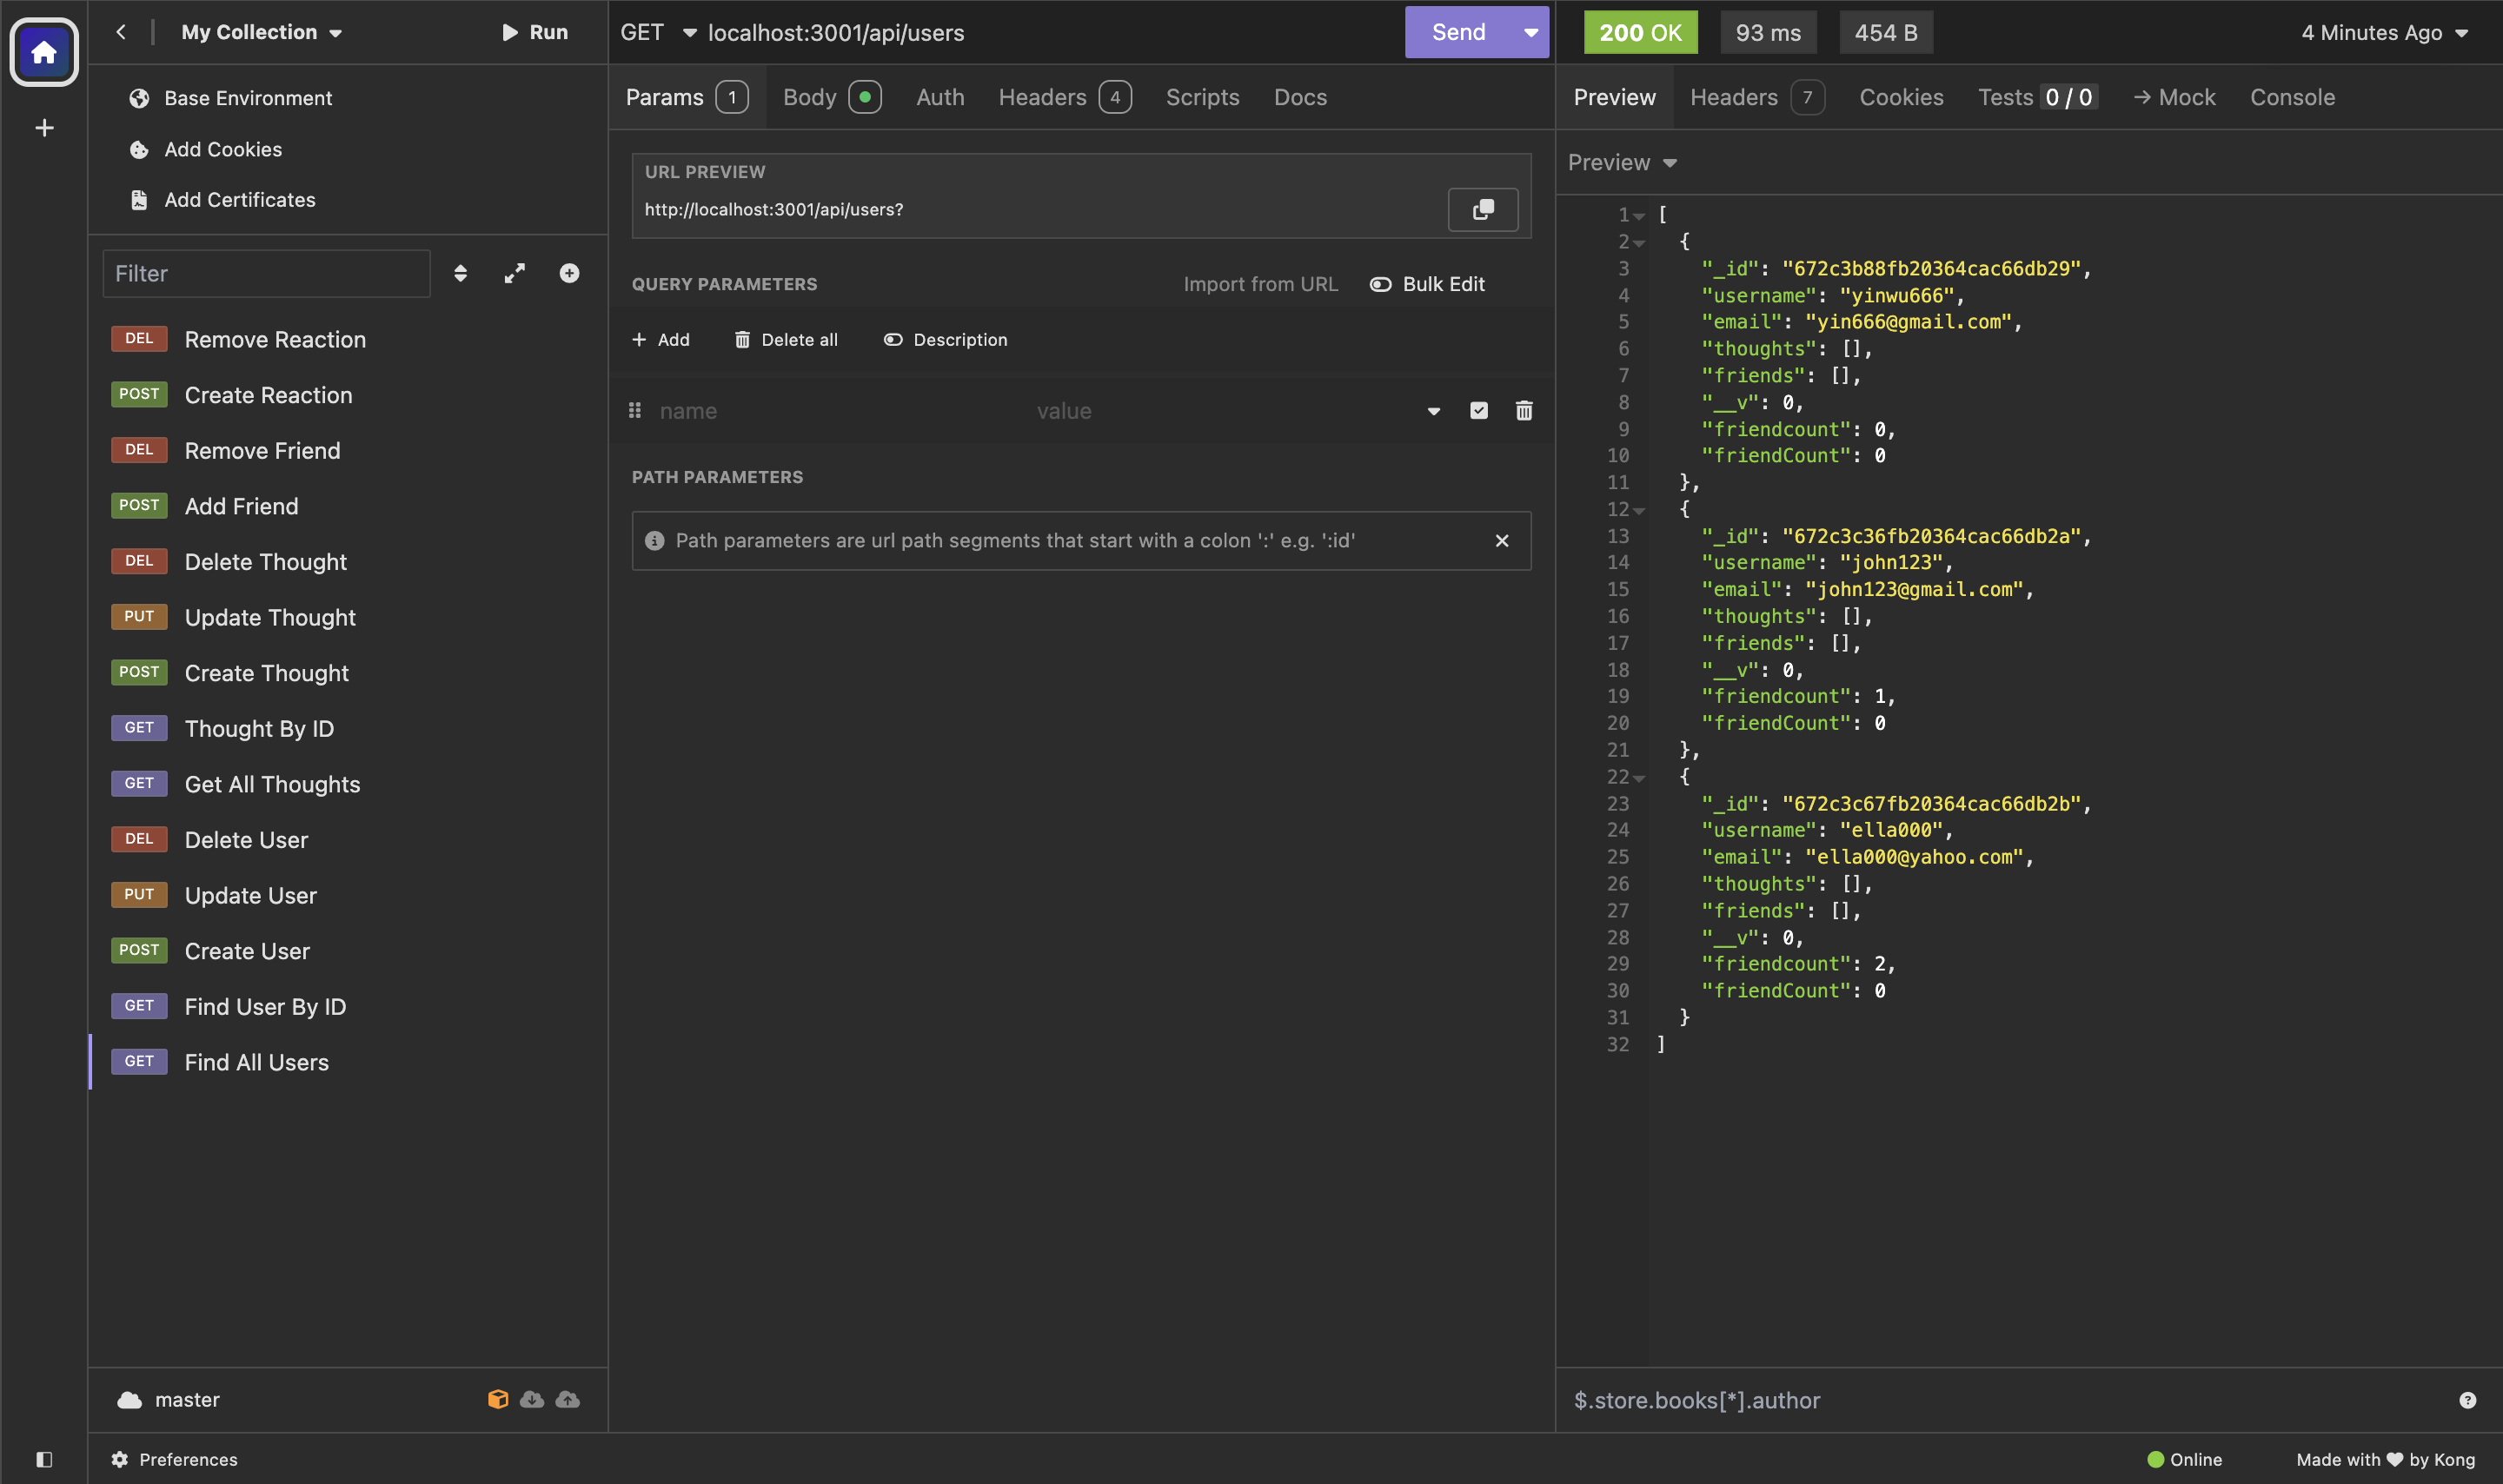 My Collection
Run
Base Environment
Add Cookies
Add Certificates
Filter
DEL Remove Reaction
POST Create Reaction
DEL Remove Friend
POST Add Friend
DEL Delete Thought
PUT Update Thought
POST Create Thought
GET Thought By ID
GET Get All Thoughts
DEL Delete User
PUT Update User
POST Create User
GET Find User By ID
GET Find All Users
master
Preferences
GET localhost:3001/api/users
Send
Params 1 Body Auth Headers 4 Scripts Docs
URL PREVIEW
http://localhost:3001/api/users?
QUERY PARAMETERS Import from URL Bulk Edit
Add Delete all Description
name value
PATH PARAMETERS
Path parameters are url path segments that start with a colon ':' e.g. ':id'
200 OK 93 ms 454 B 4 Minutes Ago
Preview Headers 7 Cookies Tests 0 / 0 → Mock Console
Preview
1 [
2 {
3 "_id": "672c3b88fb20364cac66db29",
4 "username": "yinwu666",
5 "email": "yin666@gmail.com",
6 "thoughts": [],
7 "friends": [],
8 "__v": 0,
9 "friendcount": 0,
10 "friendCount": 0
11 },
12 {
13 "_id": "672c3c36fb20364cac66db2a",
14 "username": "john123",
15 "email": "john123@gmail.com",
16 "thoughts": [],
17 "friends": [],
18 "__v": 0,
19 "friendcount": 1,
20 "friendCount": 0
21 },
22 {
23 "_id": "672c3c67fb20364cac66db2b",
24 "username": "ella000",
25 "email": "ella000@yahoo.com",
26 "thoughts": [],
27 "friends": [],
28 "__v": 0,
29 "friendcount": 2,
30 "friendCount": 0
31 }
32 ]
$.store.books[*].author
Online Made with ♥ by Kong